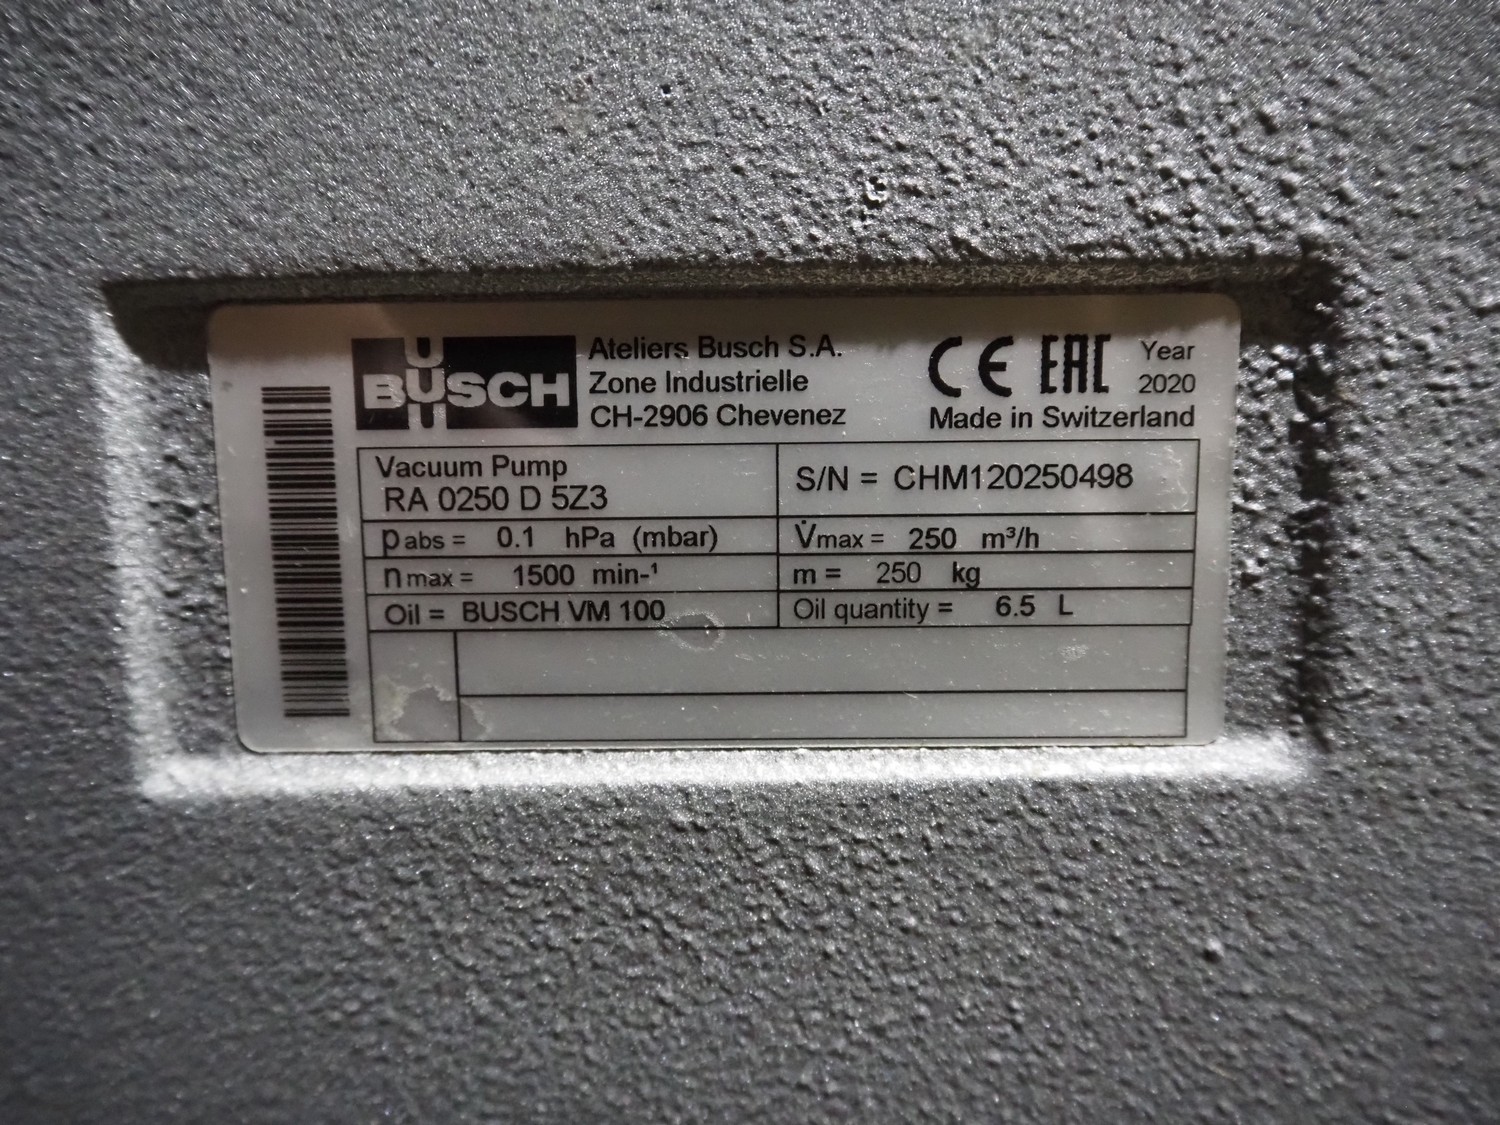 BUSCH
Ateliers Busch S.A.
Zone Industrielle
CH-2906 Chevenez
CE EAC
Year
2020
Made in Switzerland
Vacuum Pump
RA 0250 D 5Z3
S/N = CHM120250498
p abs = 0.1 hPa (mbar)
V̇max = 250 m³/h
n max = 1500 min-¹
m = 250 kg
Oil = BUSCH VM 100
Oil quantity = 6.5 L